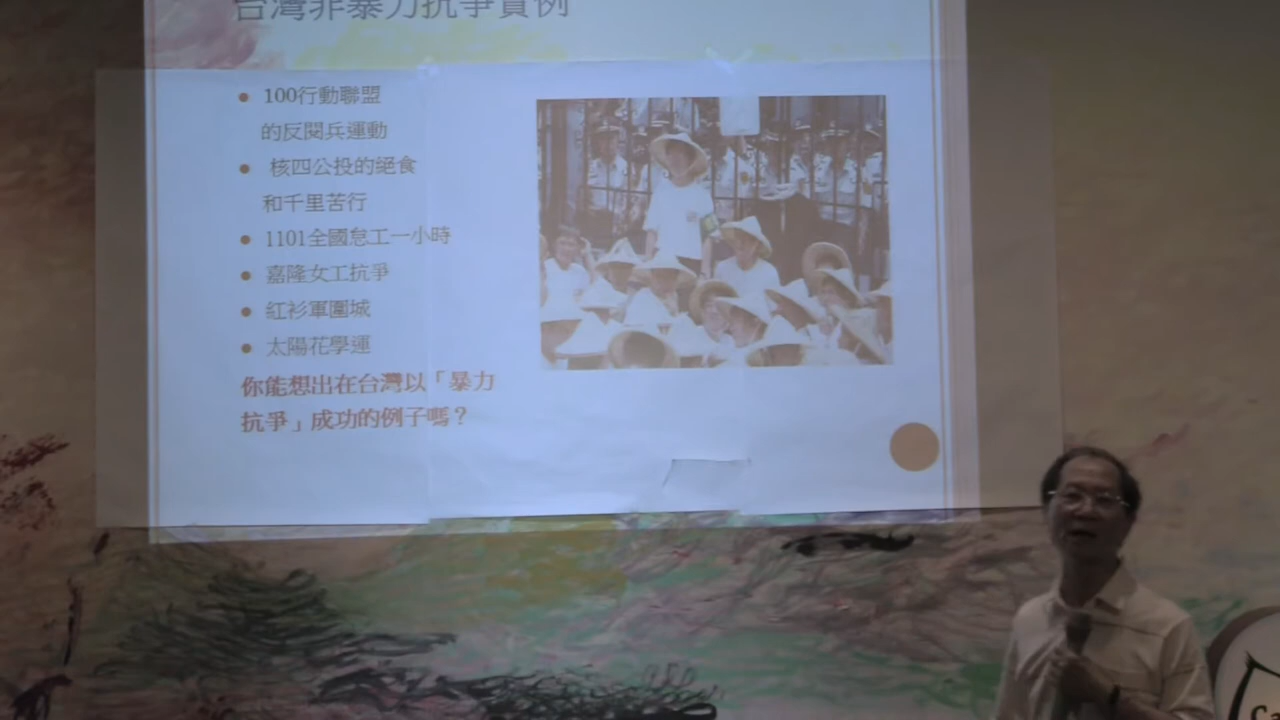 台灣非暴力抗爭實例
100行動聯盟
的反閱兵運動
核四公投的絕食
和千里苦行
1101全國怠工一小時
嘉隆女工抗爭
紅衫軍圍城
太陽花學運
你能想出在台灣以「暴力
抗爭」成功的例子嗎？